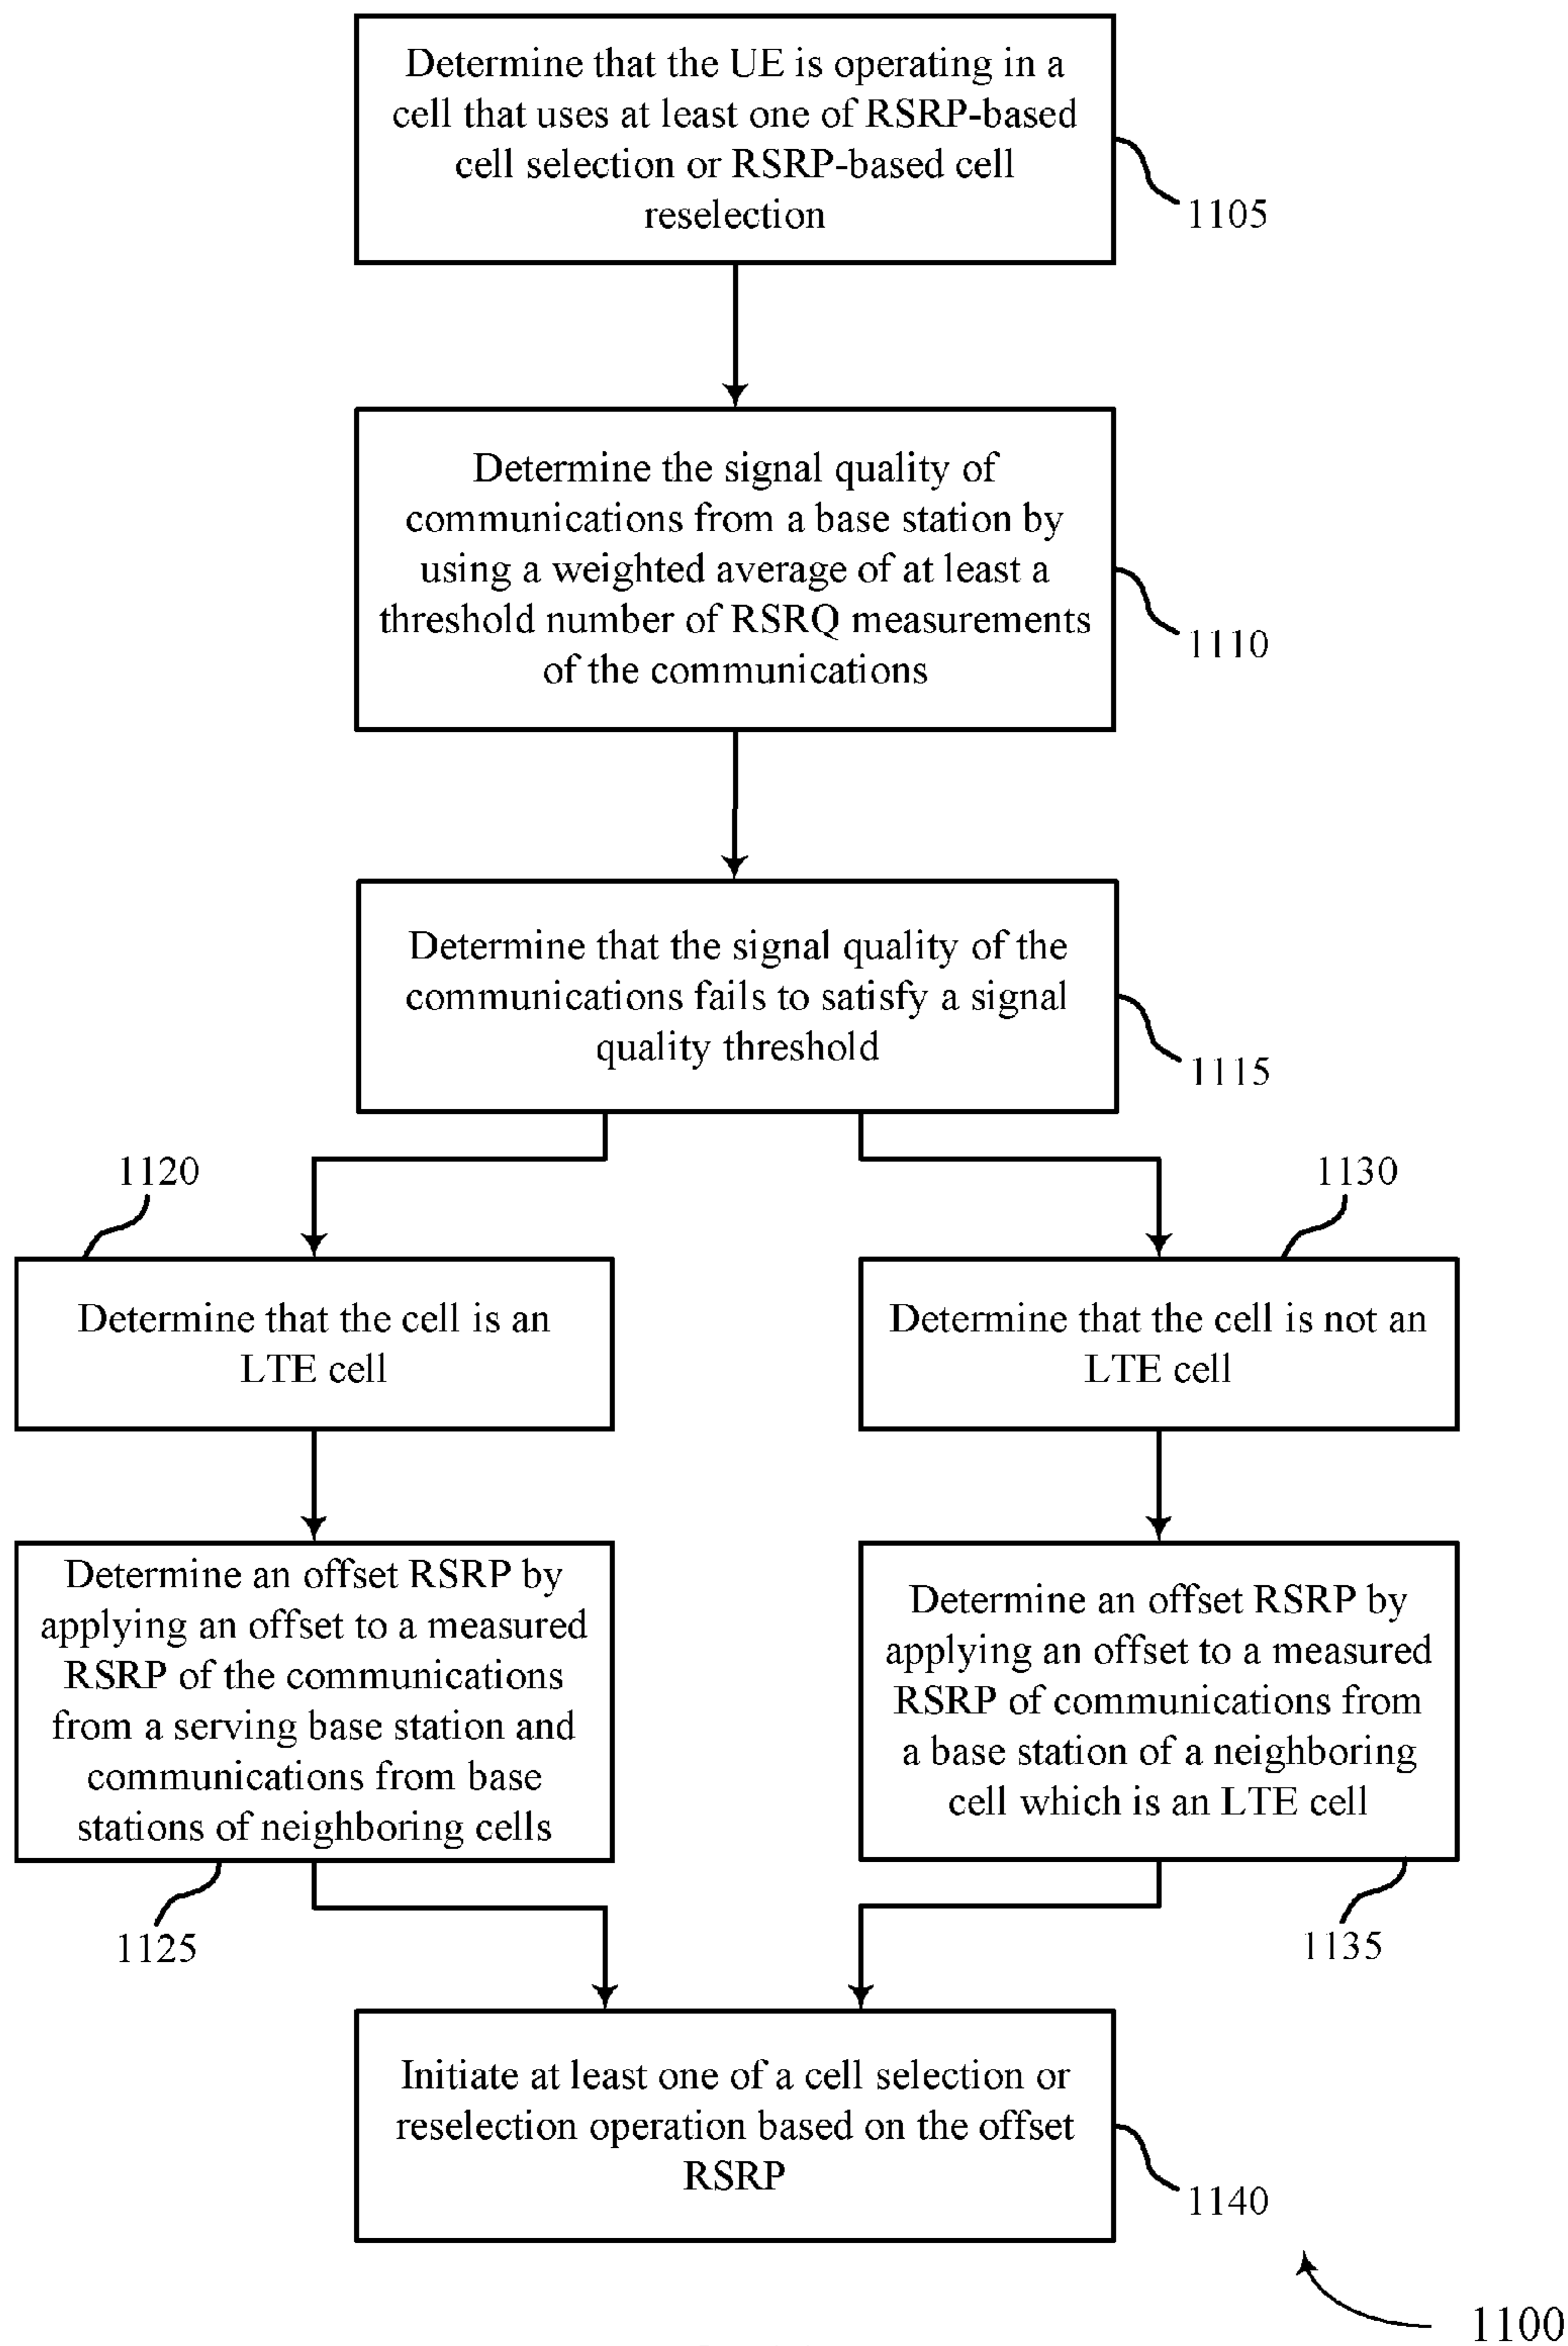 Determine that the UE is operating in a
cell that uses at least one of RSRP-based
cell selection or RSRP-based cell
reselection
1105
Determine the signal quality of
communications from a base station by
using a weighted average of at least a
threshold number of RSRQ measurements
of the communications
1110
Determine that the signal quality of the
communications fails to satisfy a signal
quality threshold
1115
1120
1130
Determine that the cell is an
LTE cell
Determine that the cell is not an
LTE cell
Determine an offset RSRP by
applying an offset to a measured
RSRP of the communications
from a serving base station and
communications from base
stations of neighboring cells
1125
Determine an offset RSRP by
applying an offset to a measured
RSRP of communications from
a base station of a neighboring
cell which is an LTE cell
1135
Initiate at least one of a cell selection or
reselection operation based on the offset
RSRP
1140
1100